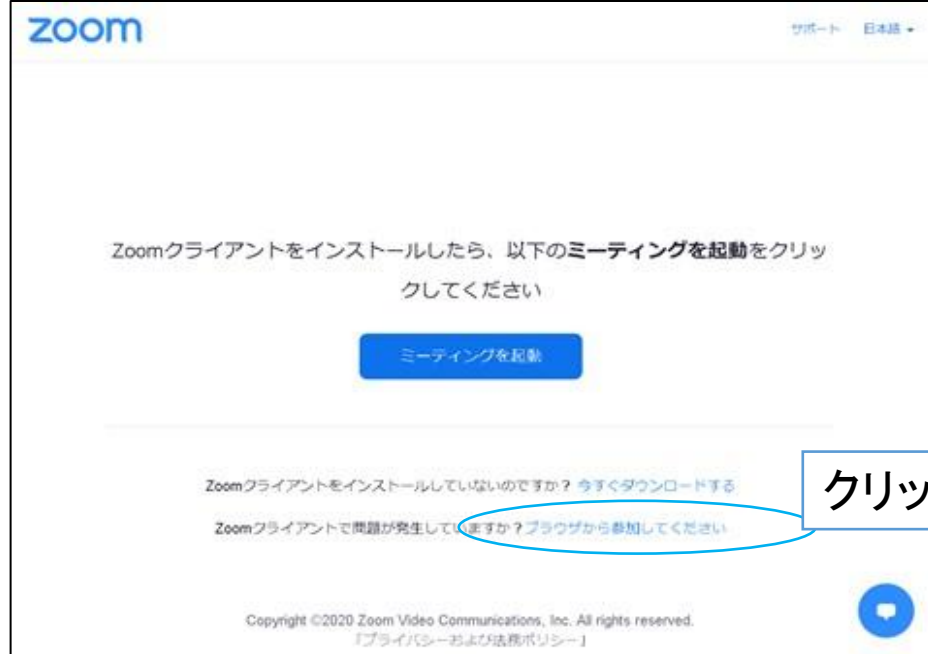 zoom
サポート 日本語
Zoomクライアントをインストールしたら、以下のミーティングを起動をクリッ
クしてください
ミーティングを起動
Zoomクライアントをインストールしていないのですか？ 今すぐダウンロードする
クリッ
Zoomクライアントで問題が発生していますか？ブラウザから参加してください
Copyright ©2020 Zoom Video Communications, Inc. All rights reserved.
「プライバシーおよび法務ポリシー」